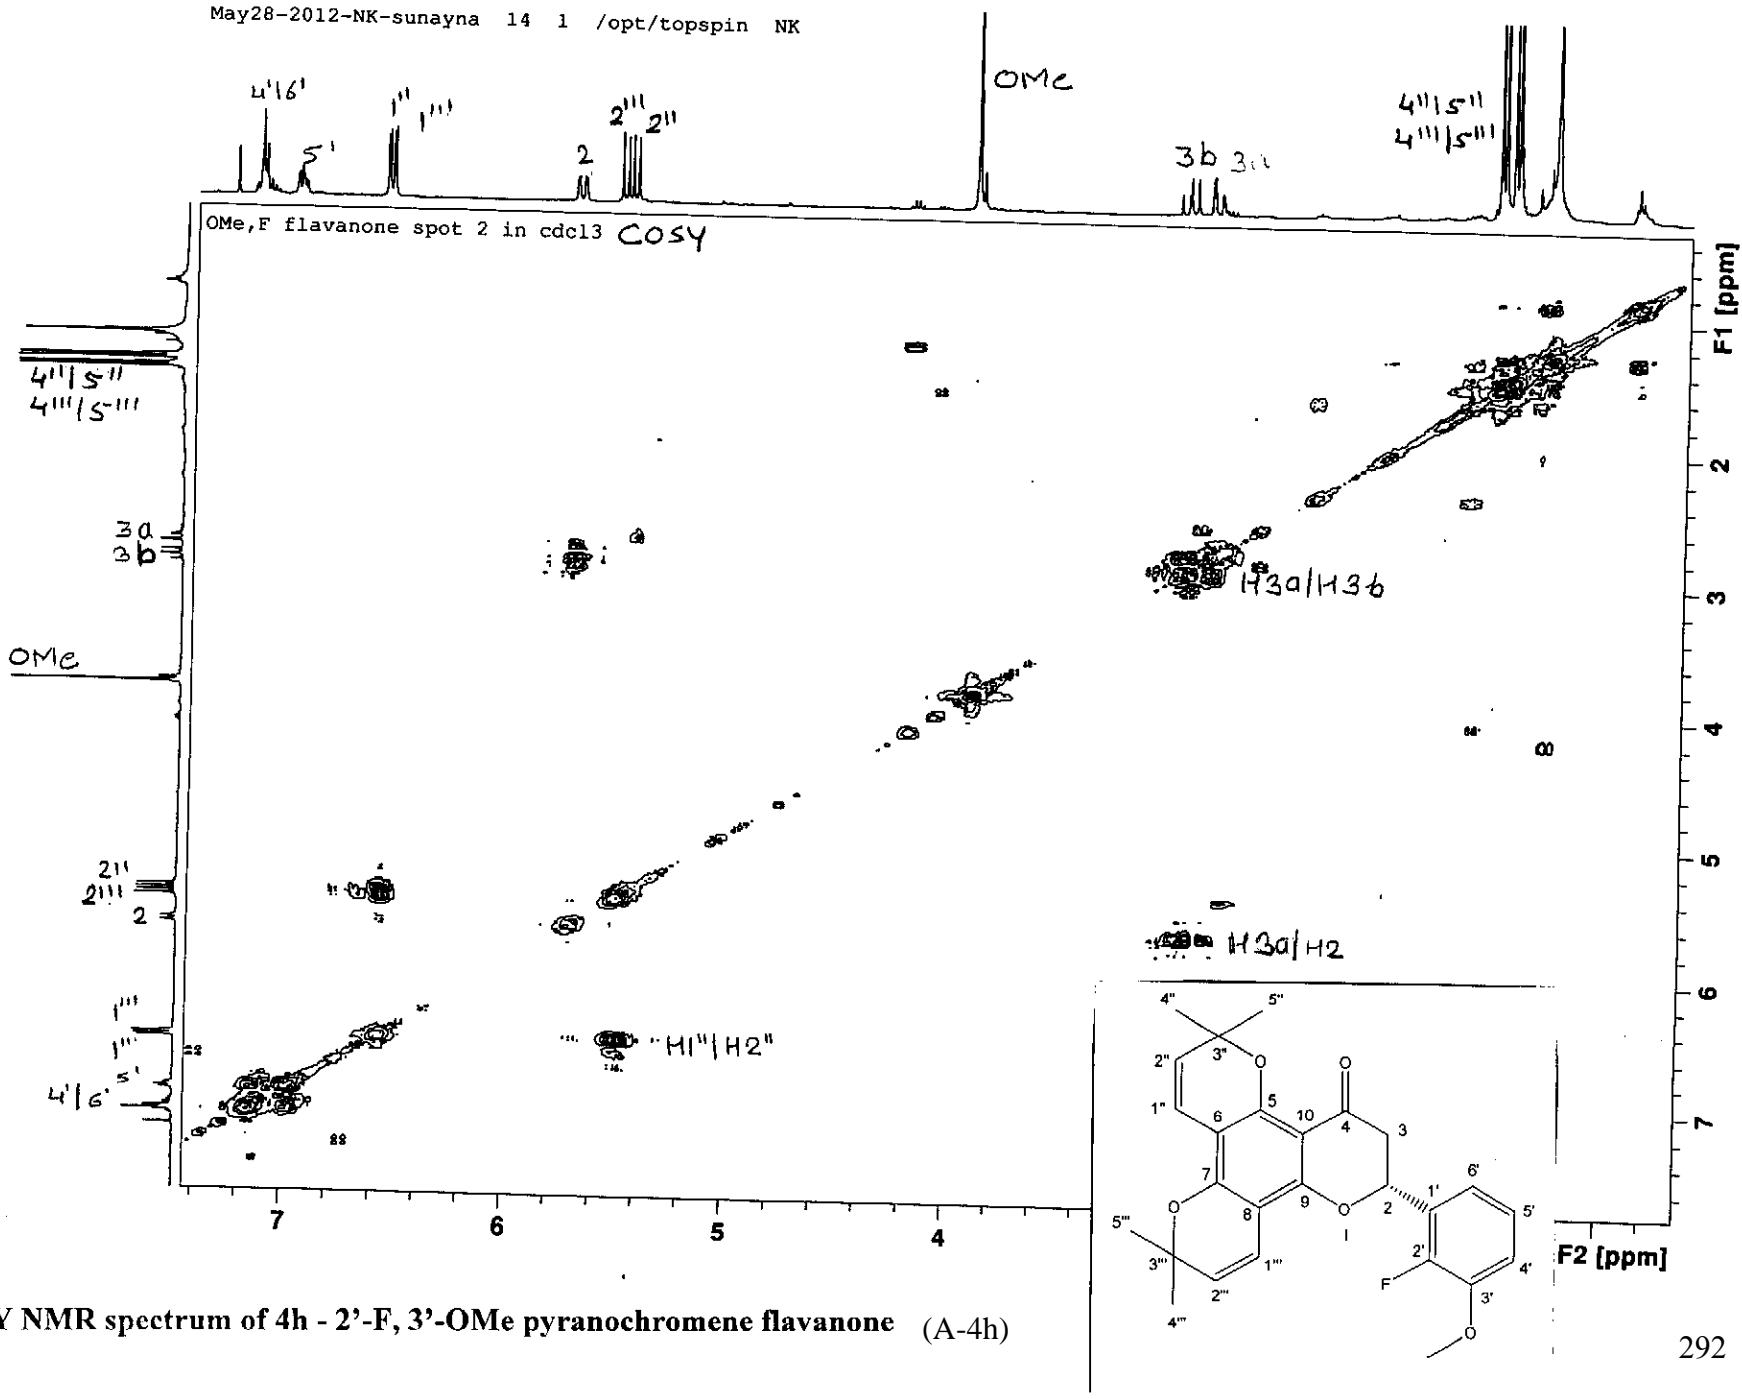 May28-2012-NK-sunayna 14 1 /opt/topspin NK
4'/6'
5'
1''
1'''
2
2'''
2''
OMe
3b
3a
4''/5''
4'''/5'''
OMe,F flavanone spot 2 in cdcl3 COSY
F1 [ppm]
4''/5''
4'''/5'''
2
3a
3b
H3a/H3b
3
OMe
4
2''
2'''
2
5
H3a/H2
1'''
1''
5'
4'/6'
H1''/H2''
6
7
7
6
5
4
F2 [ppm]
4''
5''
3''
2''
O
O
1''
5
10
4
6
3
7
6'
9
1'
5'''
O
8
O
2
5'
3'''
1'''
2'
4'
2'''
F
3'
4'''
O
Y NMR spectrum of 4h - 2'-F, 3'-OMe pyranochromene flavanone (A-4h)
292